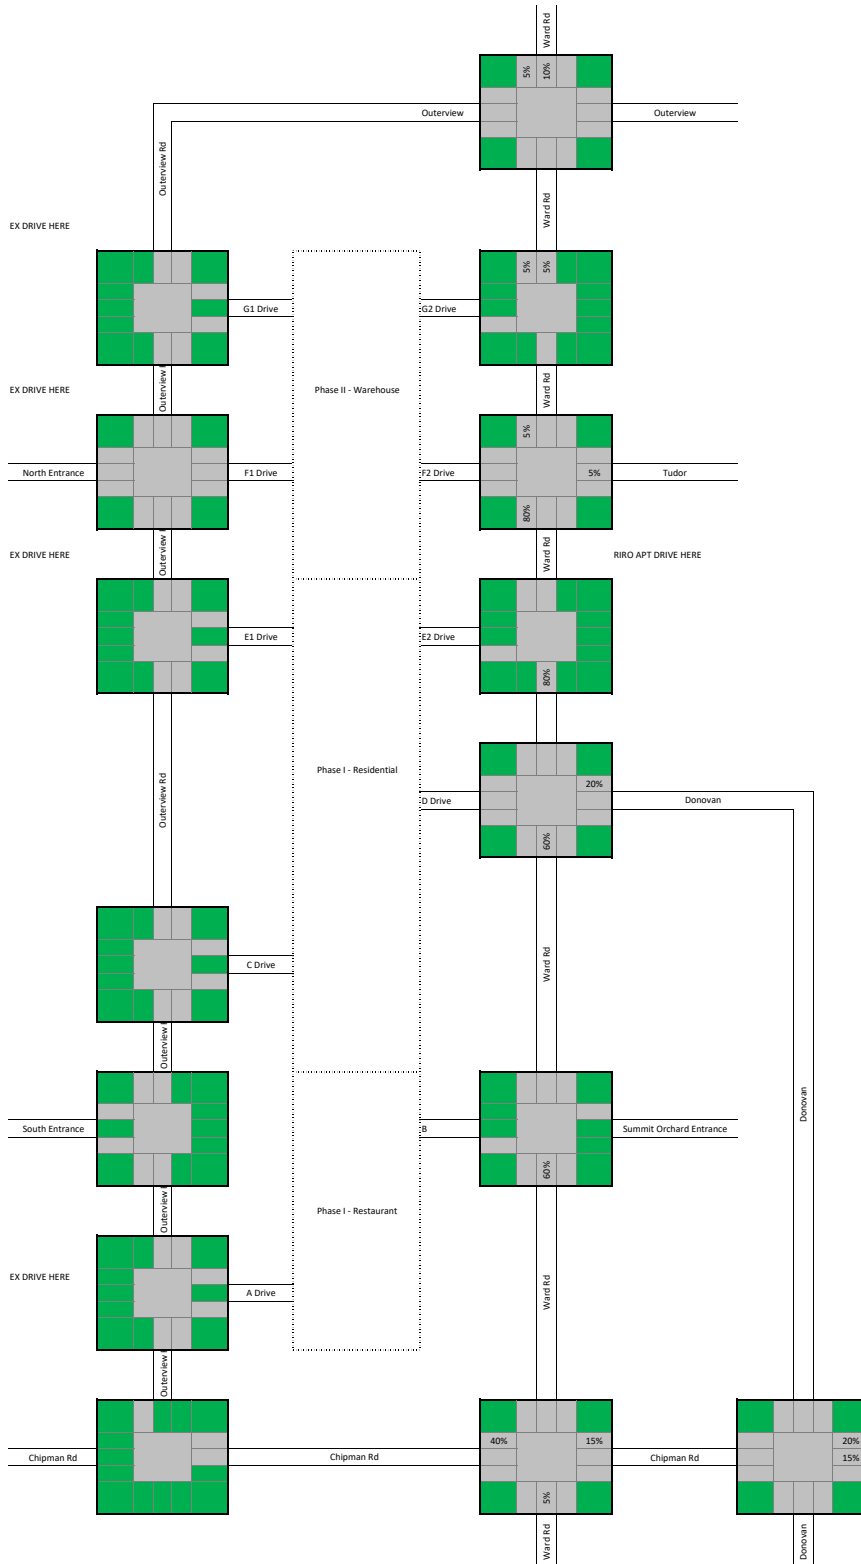 Ward Rd
5%
10%
Outerview
Outerview
Outerview Rd
Ward Rd
EX DRIVE HERE
5%
5%
G1 Drive
G2 Drive
Outerview R
EX DRIVE HERE
Phase II - Warehouse
Ward Rd
5%
North Entrance
F1 Drive
F2 Drive
5%
Tudor
80%
Outerview R
EX DRIVE HERE
Ward Rd
RIRO APT DRIVE HERE
E1 Drive
E2 Drive
80%
Outerview Rd
Phase I - Residential
20%
D Drive
Donovan
60%
Ward Rd
C Drive
Outerview R
Donovan
South Entrance
B
Summit Orchard Entrance
60%
Outerview R
Phase I - Restaurant
EX DRIVE HERE
A Drive
Ward Rd
Outerview R
40%
15%
20%
Chipman Rd
Chipman Rd
Chipman Rd
15%
5%
Ward Rd
Donovan